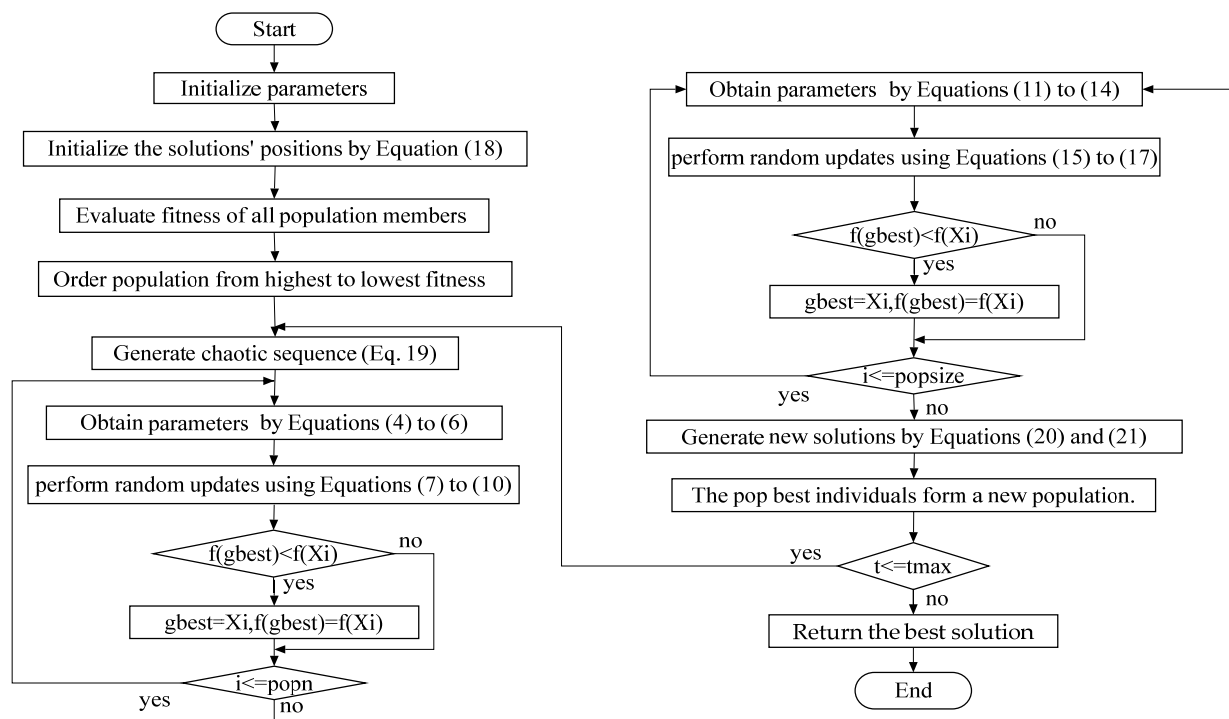 Start
Initialize parameters
Initialize the solutions' positions by Equation (18)
Evaluate fitness of all population members
Order population from highest to lowest fitness
Generate chaotic sequence (Eq. 19)
Obtain parameters by Equations (4) to (6)
perform random updates using Equations (7) to (10)
f(gbest)<f(Xi)
no
yes
gbest=Xi,f(gbest)=f(Xi)
i<=popn
yes
no
Obtain parameters by Equations (11) to (14)
perform random updates using Equations (15) to (17)
f(gbest)<f(Xi)
no
yes
gbest=Xi,f(gbest)=f(Xi)
i<=popsize
yes
no
Generate new solutions by Equations (20) and (21)
The pop best individuals form a new population.
yes
t<=tmax
no
Return the best solution
End